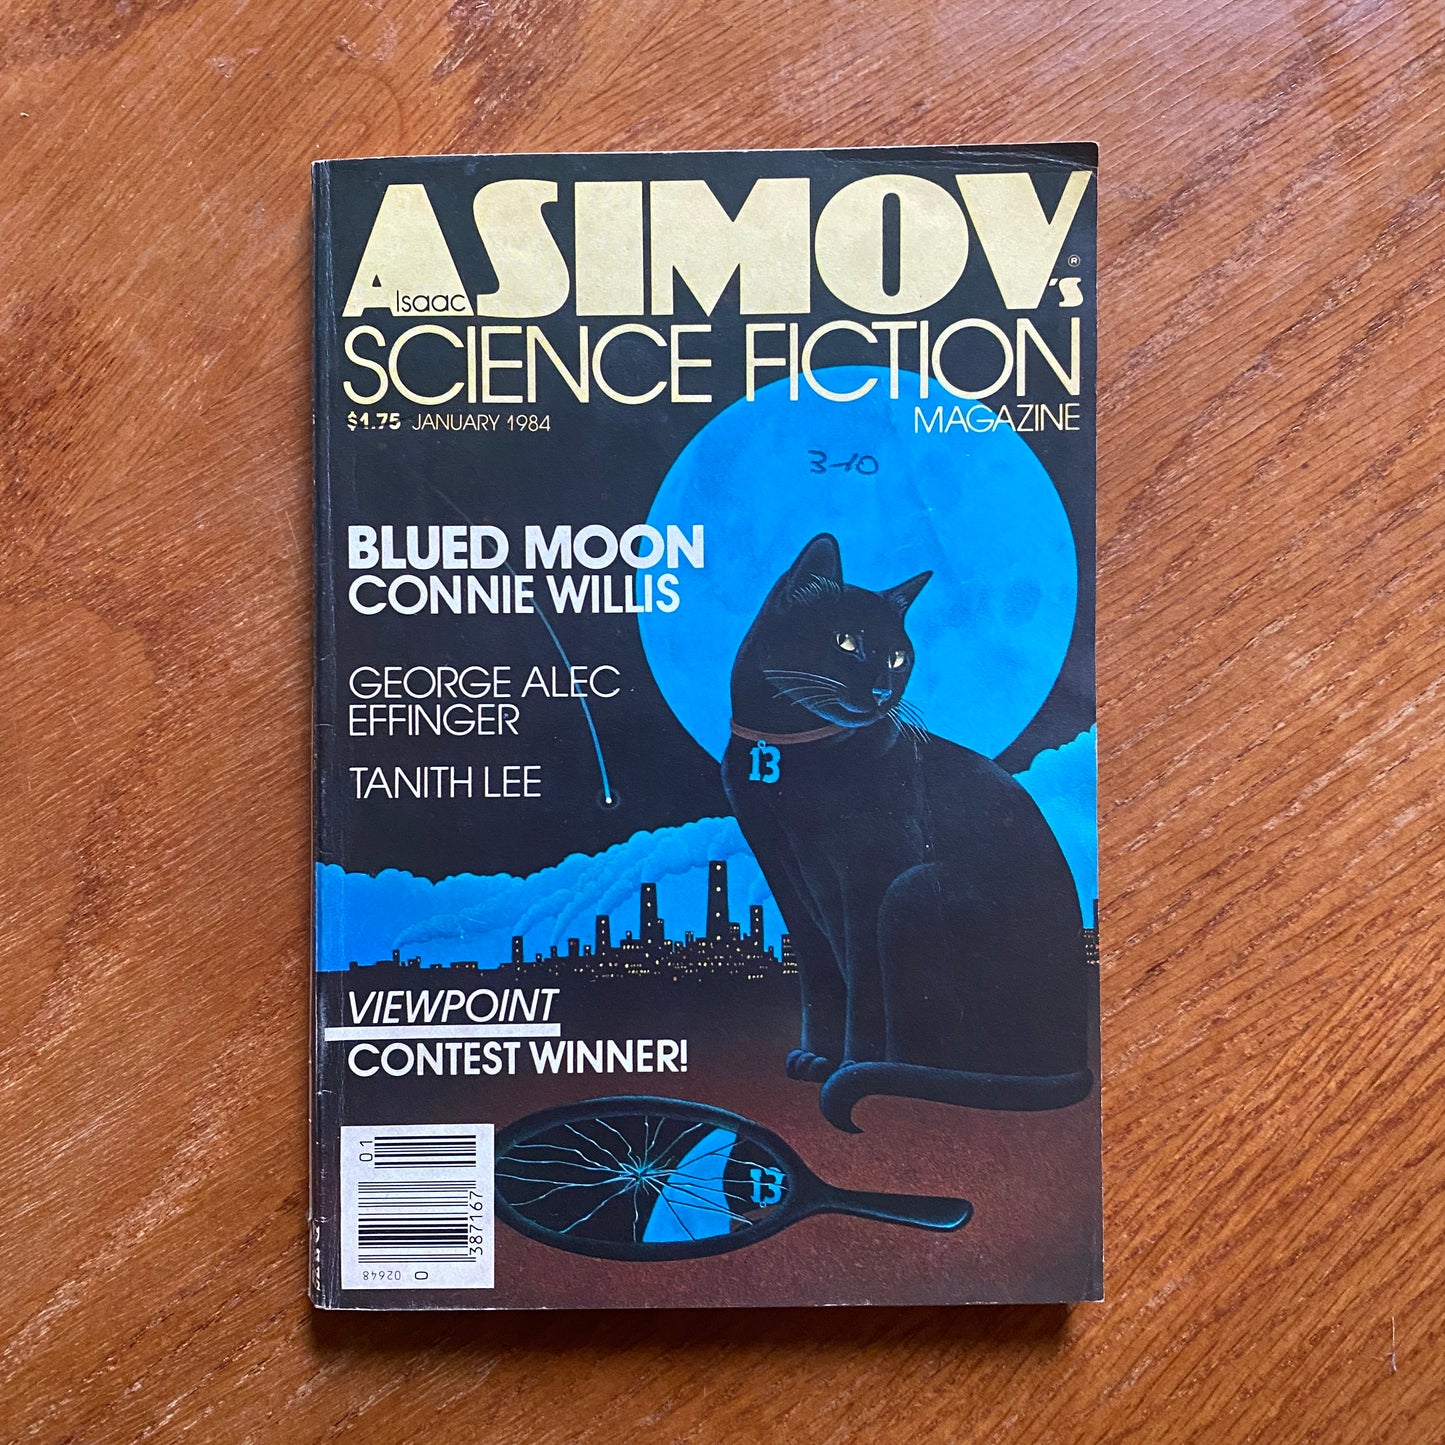 Isaac
ASIMOV'S®
SCIENCE FICTION
MAGAZINE
$1.75 JANUARY 1984
3-10
BLUED MOON
CONNIE WILLIS
GEORGE ALEC
EFFINGER
TANITH LEE
13
VIEWPOINT
CONTEST WINNER!
13
01
387167
02648
0